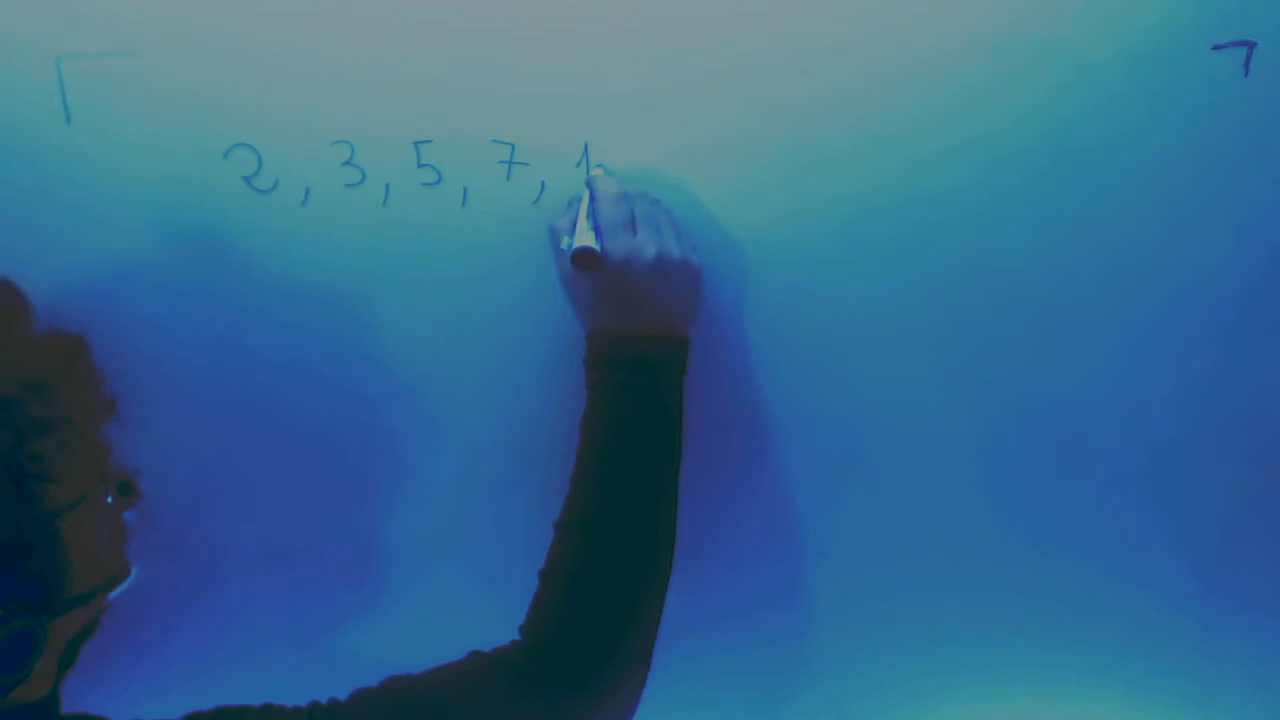 2, 3, 5, 7, 1